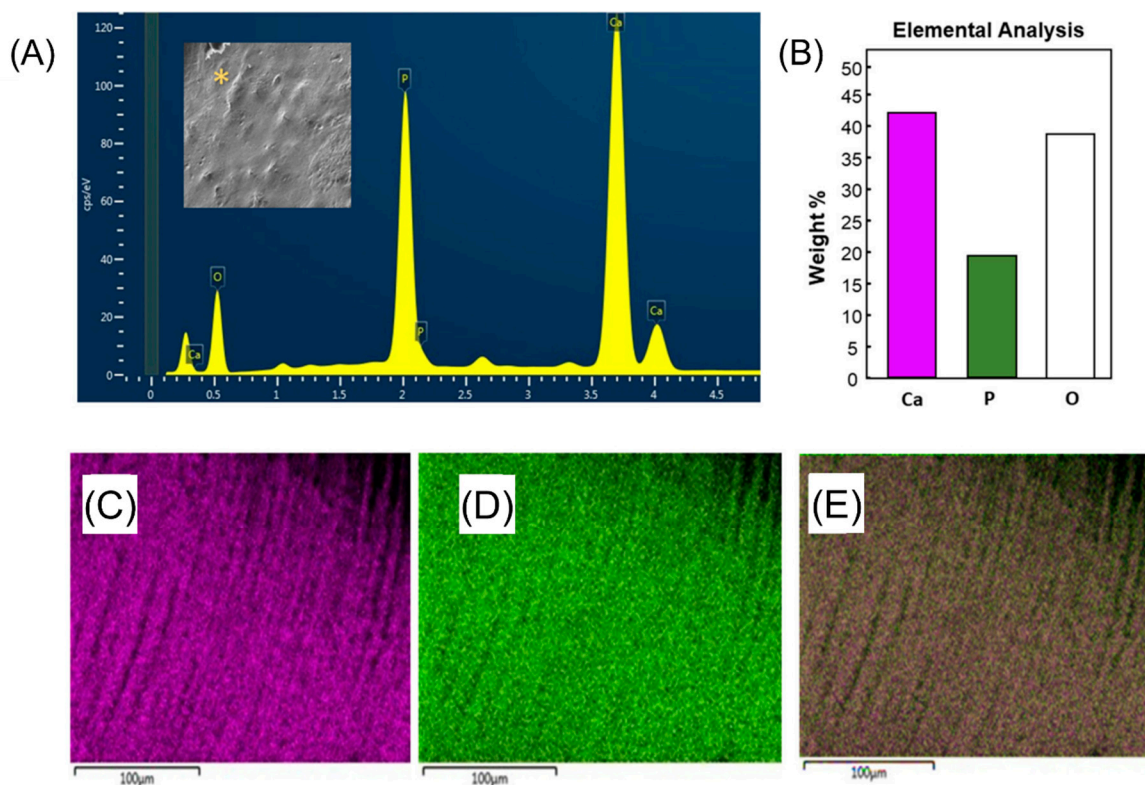 (A)
120
100
80
60
40
20
0
cps/eV
*
Ca
O
P
P
Ca
Ca
0 0.5 1 1.5 2 2.5 3 3.5 4 4.5
(B)
Elemental Analysis
Weight %
50
45
40
35
40
30
20
15
10
5
0
Ca P O
(C)
100μm
(D)
100μm
(E)
100μm